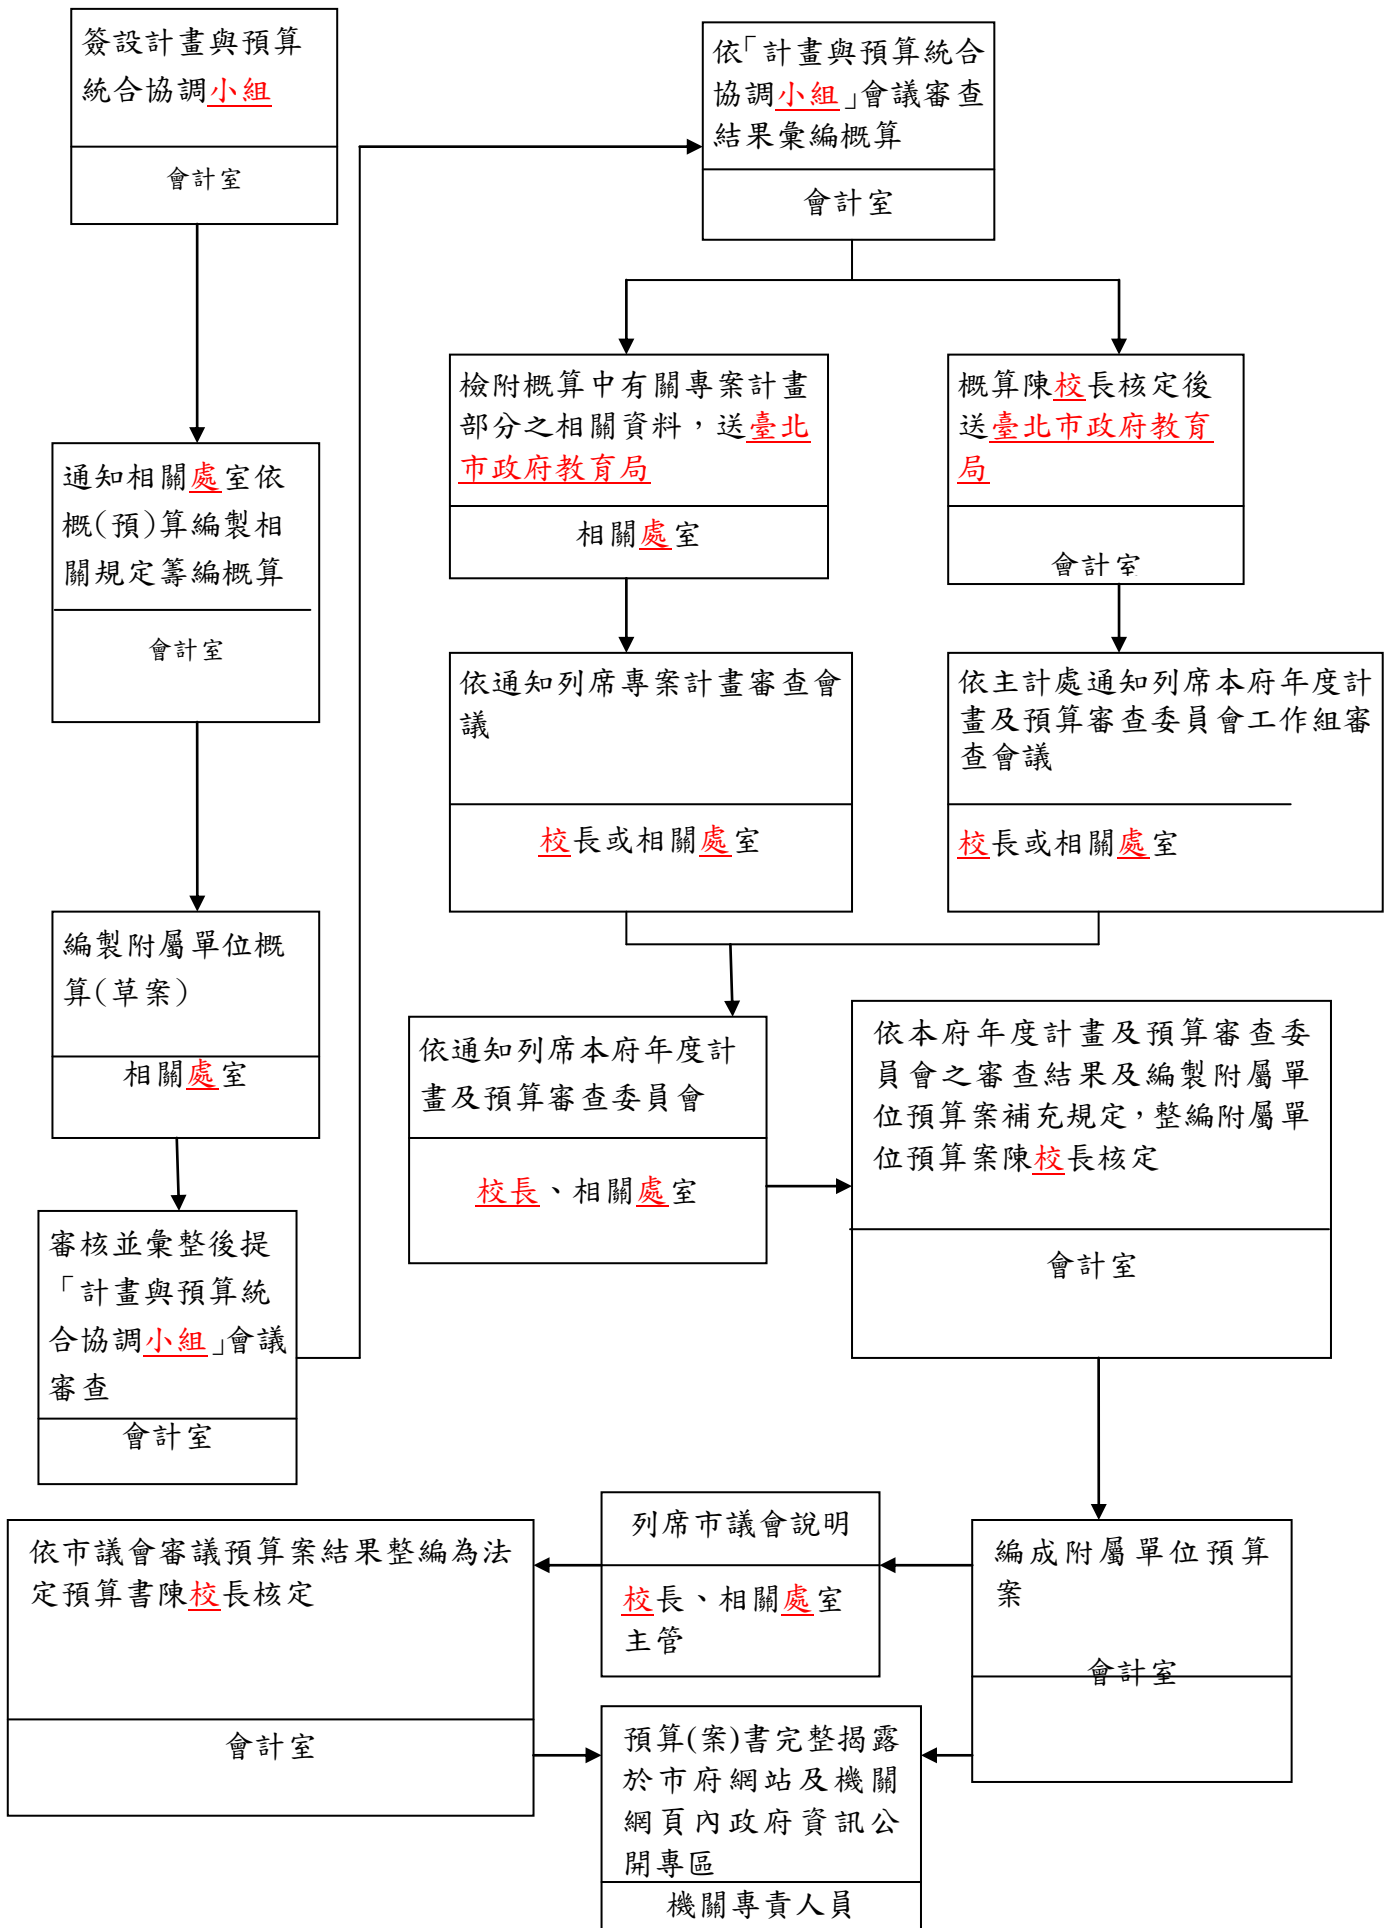 簽設計畫與預算
統合協調小組
會計室
通知相關處室依
概(預)算編製相
關規定籌編概算
會計室
編製附屬單位概
算(草案)
相關處室
審核並彙整後提
「計畫與預算統
合協調小組」會議
審查
會計室
依「計畫與預算統合
協調小組」會議審查
結果彙編概算
會計室
檢附概算中有關專案計畫
部分之相關資料，送臺北
市政府教育局
相關處室
概算陳校長核定後
送臺北市政府教育
局
會計室
依通知列席專案計畫審查會
議
校長或相關處室
依主計處通知列席本府年度計
畫及預算審查委員會工作組審
查會議
校長或相關處室
依通知列席本府年度計
畫及預算審查委員會
校長、相關處室
依本府年度計畫及預算審查委
員會之審查結果及編製附屬單
位預算案補充規定，整編附屬單
位預算案陳校長核定
會計室
編成附屬單位預算
案
會計室
列席市議會說明
校長、相關處室
主管
依市議會審議預算案結果整編為法
定預算書陳校長核定
會計室
預算(案)書完整揭露
於市府網站及機關
網頁內政府資訊公
開專區
機關專責人員